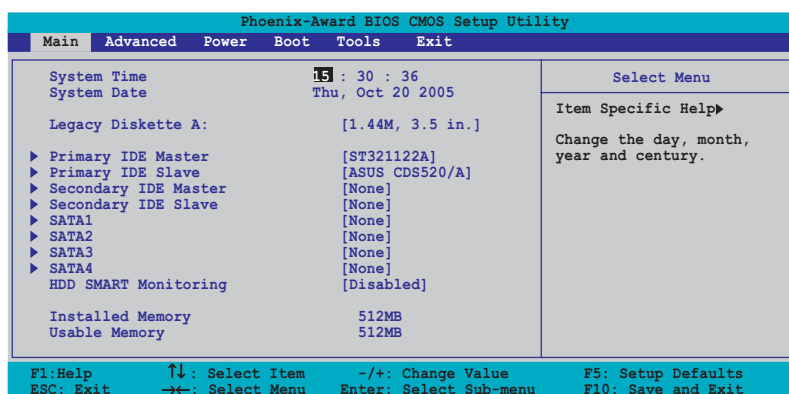 Phoenix-Award BIOS CMOS Setup Utility
Main Advanced Power Boot Tools Exit
System Time 15 : 30 : 36
System Date Thu, Oct 20 2005
Legacy Diskette A: [1.44M, 3.5 in.]
Primary IDE Master [ST321122A]
Primary IDE Slave [ASUS CDS520/A]
Secondary IDE Master [None]
Secondary IDE Slave [None]
SATA1 [None]
SATA2 [None]
SATA3 [None]
SATA4 [None]
HDD SMART Monitoring [Disabled]
Installed Memory 512MB
Usable Memory 512MB
Select Menu
Item Specific Help
Change the day, month,
year and century.
F1:Help ↑↓: Select Item -/+: Change Value F5: Setup Defaults
ESC: Exit →←: Select Menu Enter: Select Sub-menu F10: Save and Exit